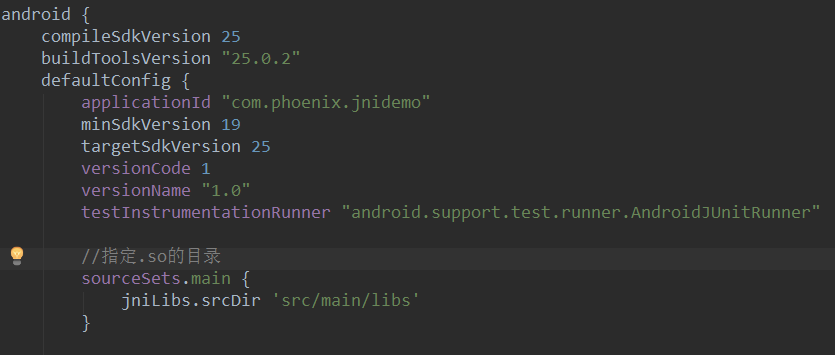 android {
compileSdkVersion 25
buildToolsVersion "25.0.2"
defaultConfig {
applicationId "com.phoenix.jnidemo"
minSdkVersion 19
targetSdkVersion 25
versionCode 1
versionName "1.0"
testInstrumentationRunner "android.support.test.runner.AndroidJUnitRunner"
//指定.so的目录
sourceSets.main {
jniLibs.srcDir 'src/main/libs'
}